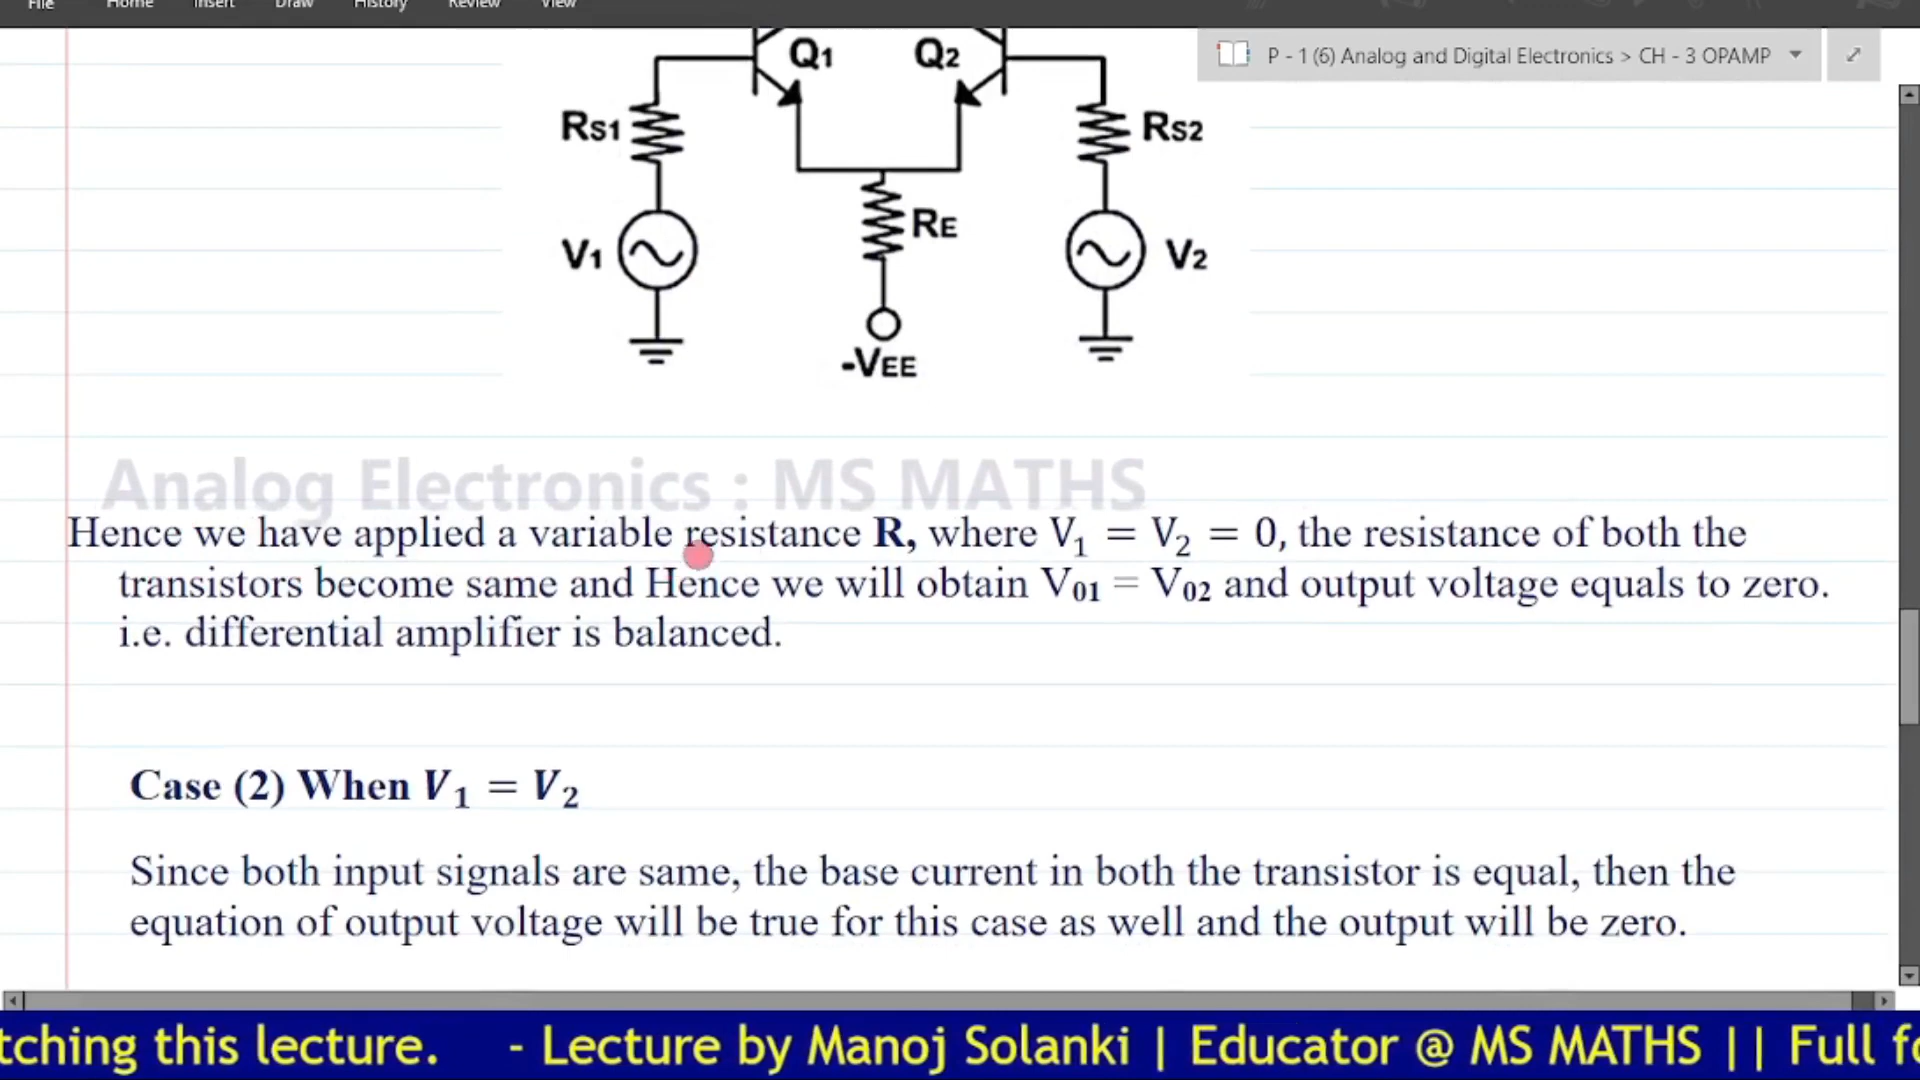 File Home Insert Draw History Review View
P - 1 (6) Analog and Digital Electronics > CH - 3 OPAMP
Q1 Q2
RS1 RS2
RE
V1 V2
-VEE
Analog Electronics : MS MATHS
Hence we have applied a variable resistance R, where V₁ = V₂ = 0, the resistance of both the
transistors become same and Hence we will obtain V₀₁ = V₀₂ and output voltage equals to zero.
i.e. differential amplifier is balanced.
Case (2) When V₁ = V₂
Since both input signals are same, the base current in both the transistor is equal, then the
equation of output voltage will be true for this case as well and the output will be zero.
tching this lecture. - Lecture by Manoj Solanki | Educator @ MS MATHS || Full fo